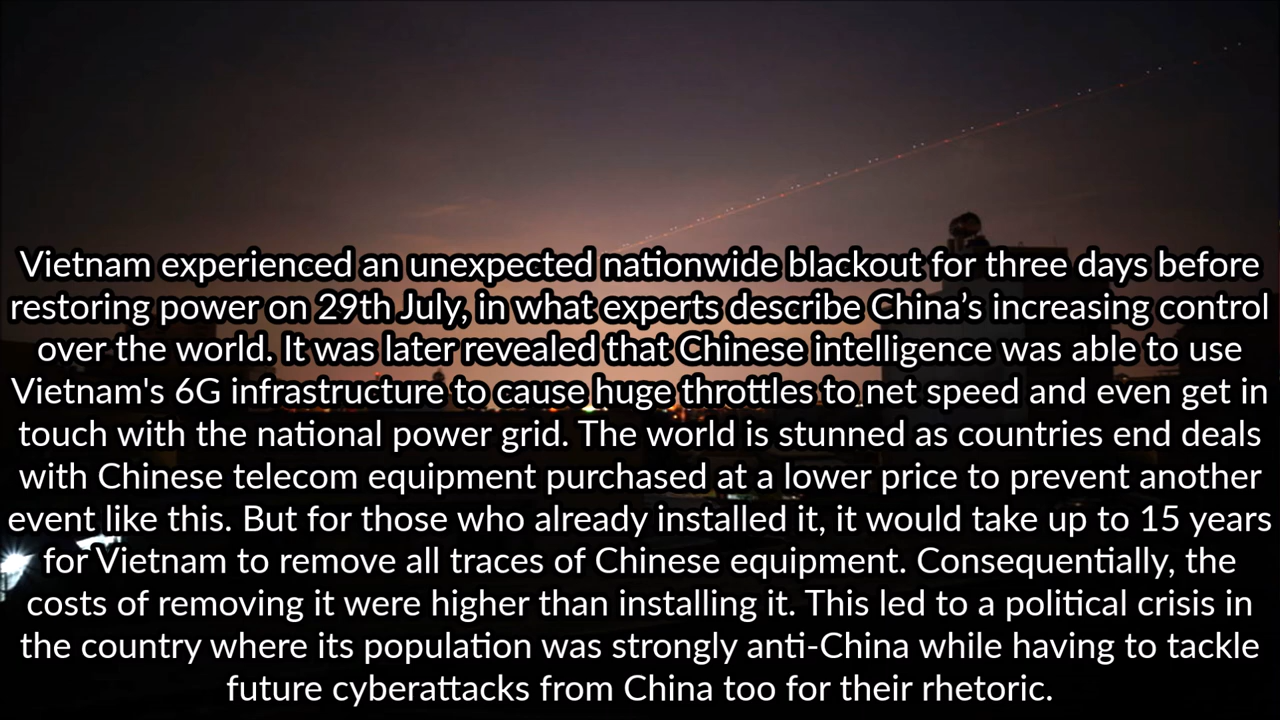 Vietnam experienced an unexpected nationwide blackout for three days before
restoring power on 29th July, in what experts describe China’s increasing control
over the world. It was later revealed that Chinese intelligence was able to use
Vietnam's 6G infrastructure to cause huge throttles to net speed and even get in
touch with the national power grid. The world is stunned as countries end deals
with Chinese telecom equipment purchased at a lower price to prevent another
event like this. But for those who already installed it, it would take up to 15 years
for Vietnam to remove all traces of Chinese equipment. Consequentially, the
costs of removing it were higher than installing it. This led to a political crisis in
the country where its population was strongly anti-China while having to tackle
future cyberattacks from China too for their rhetoric.